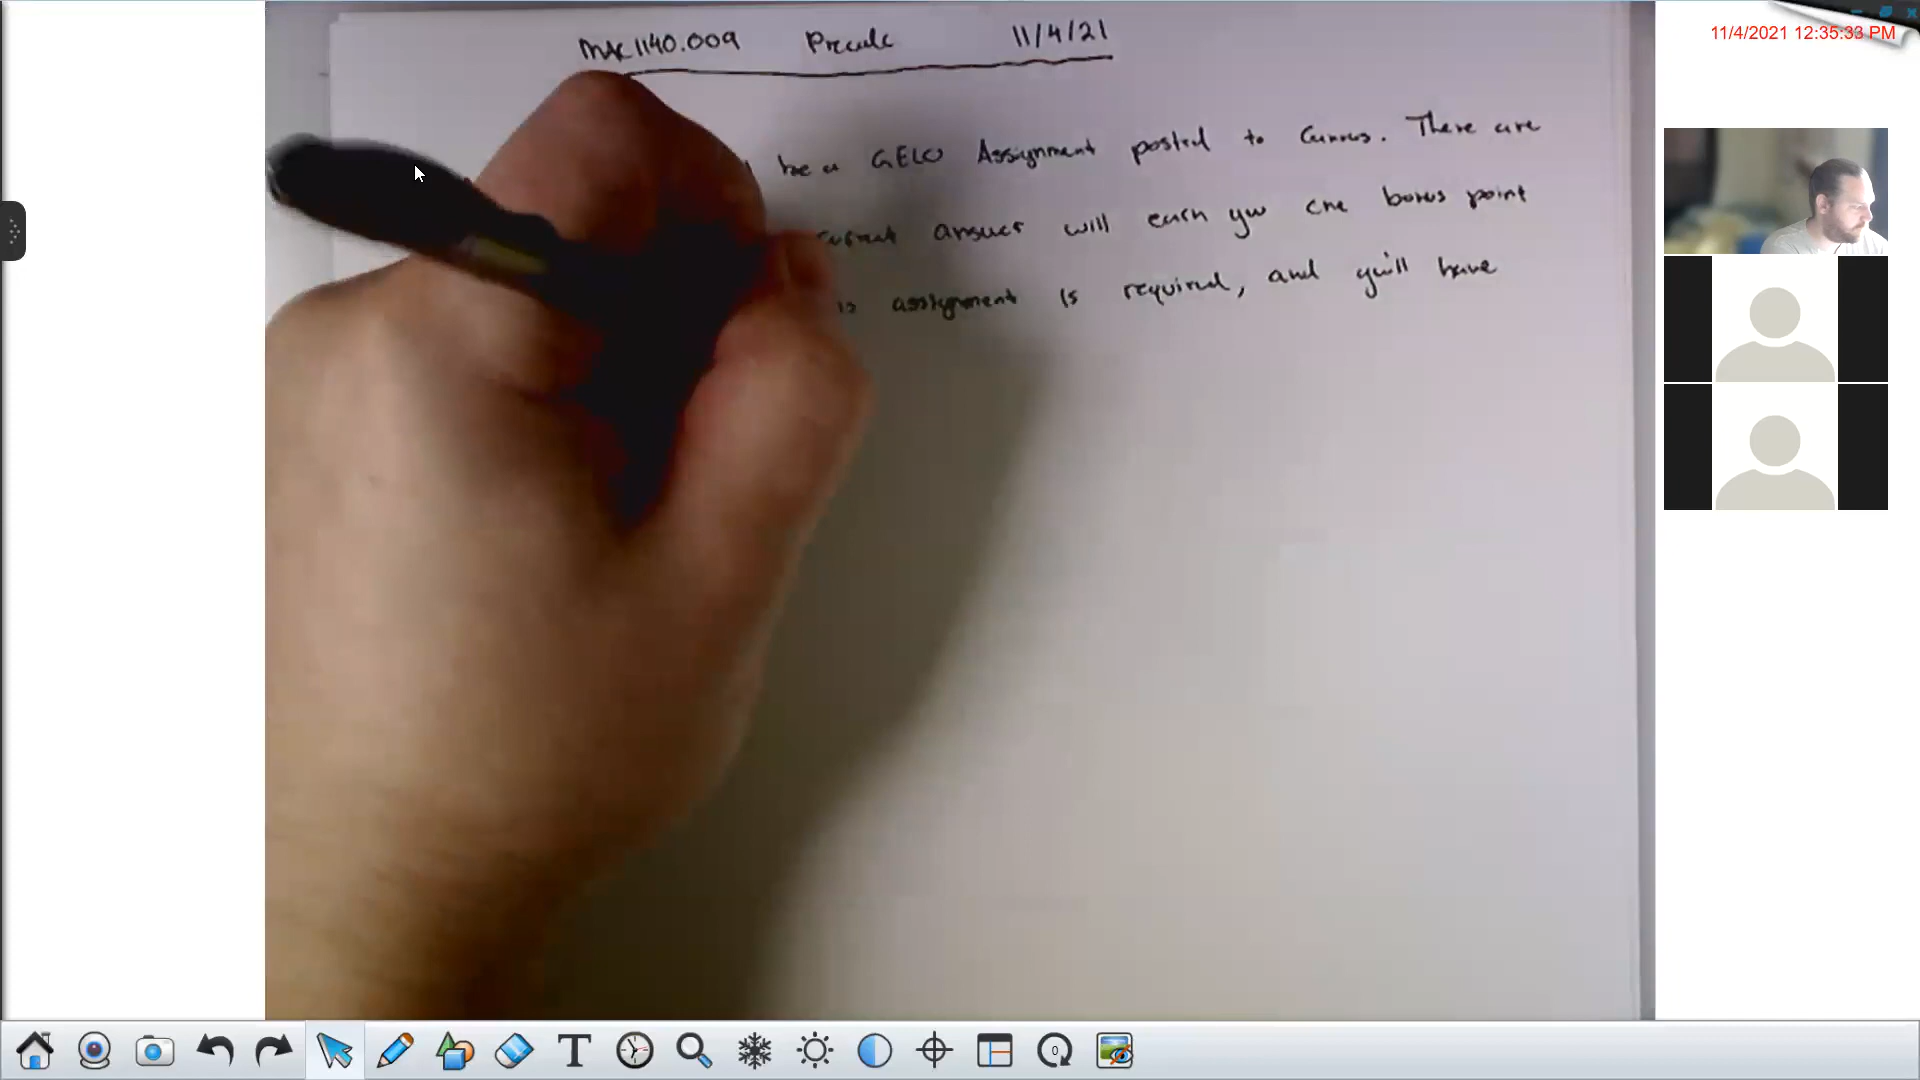 MAC1140.009 Precalc 11/4/21
11/4/2021 12:35:33 PM
be a GELO Assignment posted to Canvas. There are
correct answer will earn you one bonus point
is assignment is required, and you'll have
T
0